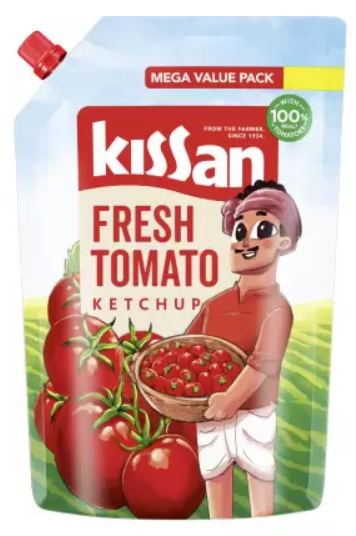 MEGA VALUE PACK
WITH
100%
REAL*
TOMATOES
FROM THE FARMER.
SINCE 1934.
kissan
FRESH
TOMATO
KETCHUP